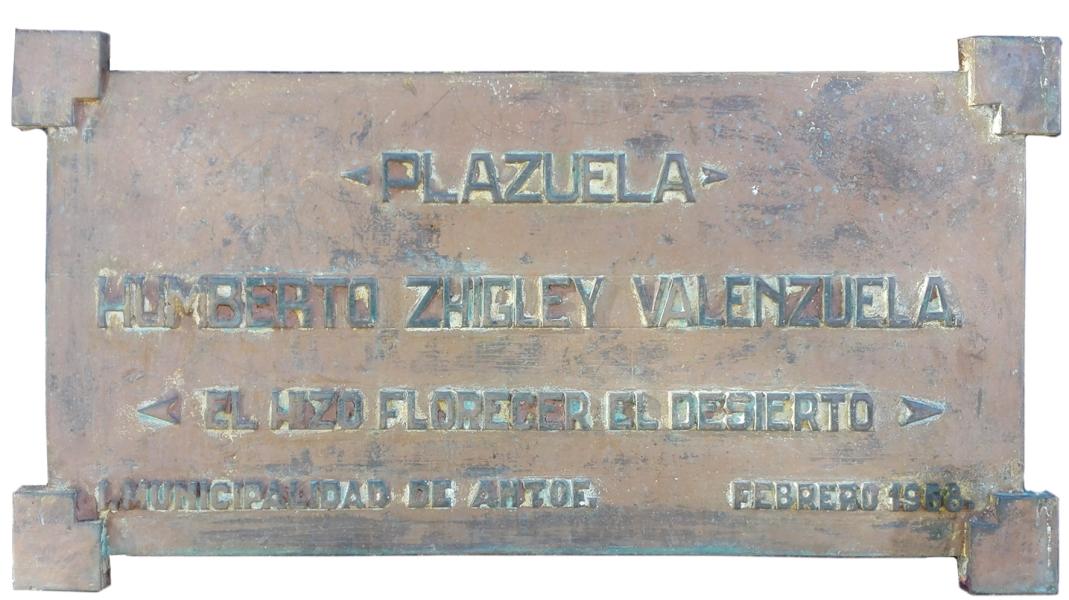 PLAZUELA
HUMBERTO ZHIGLEY VALENZUELA
EL HIZO FLORECER EL DESIERTO
I. MUNICIPALIDAD DE ANTOF. FEBRERO